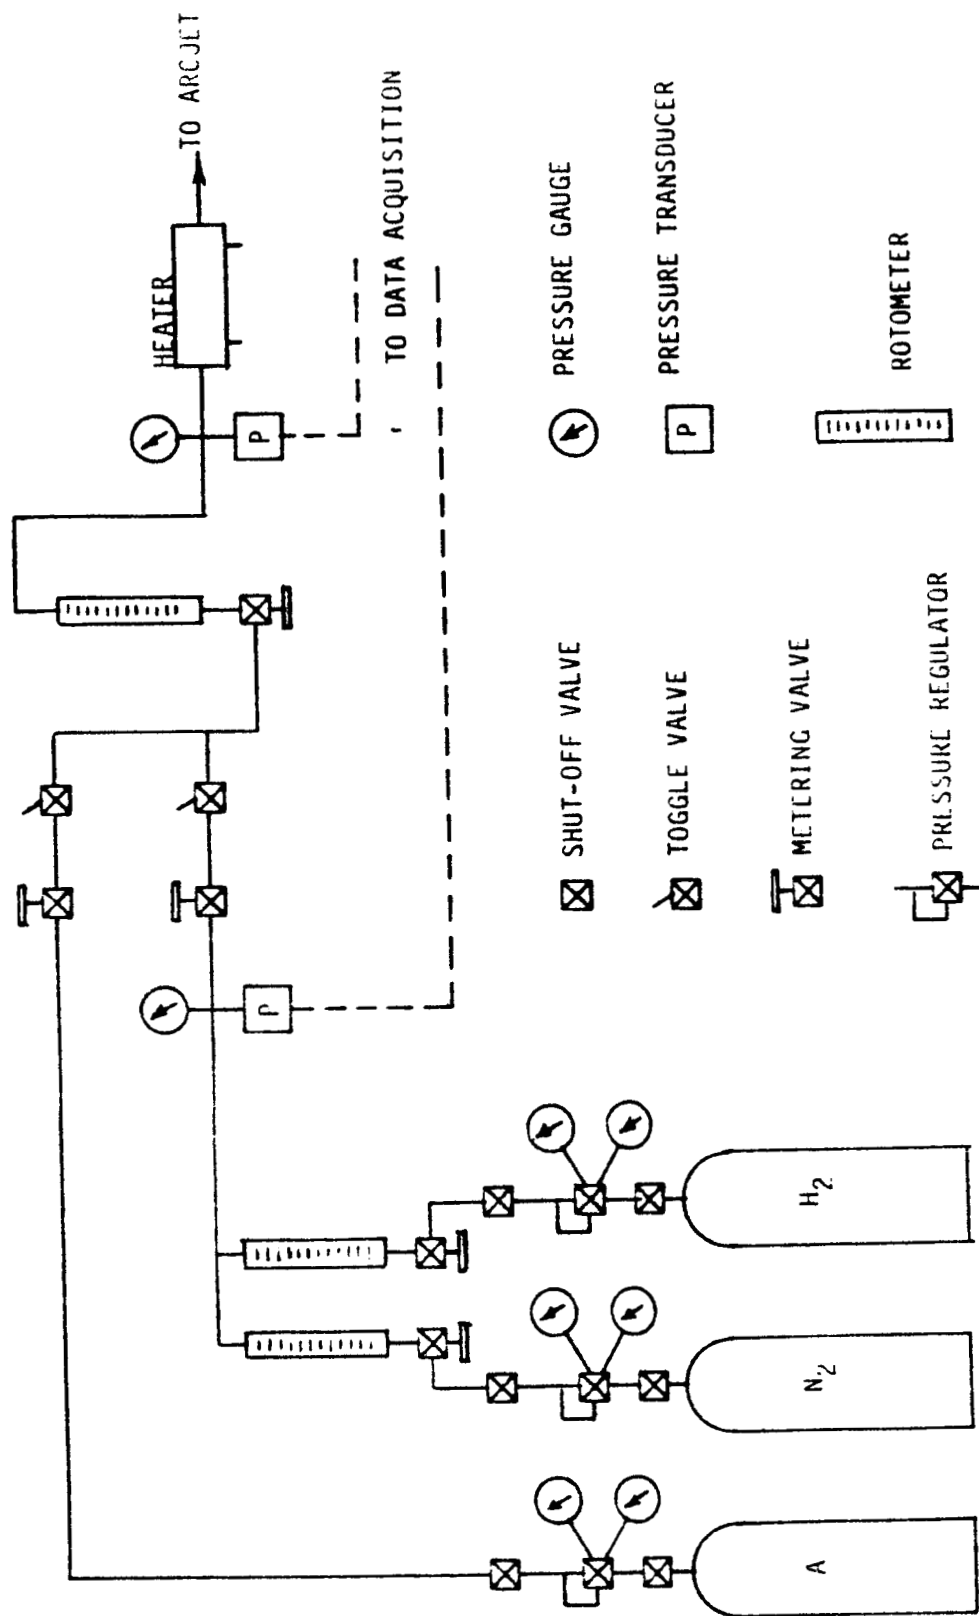 TO ARCJET
HEATER
P
TO DATA ACQUISITION
P
A
N2
H2
SHUT-OFF VALVE
TOGGLE VALVE
METERING VALVE
PRESSURE REGULATOR
PRESSURE GAUGE
P
PRESSURE TRANSDUCER
ROTOMETER